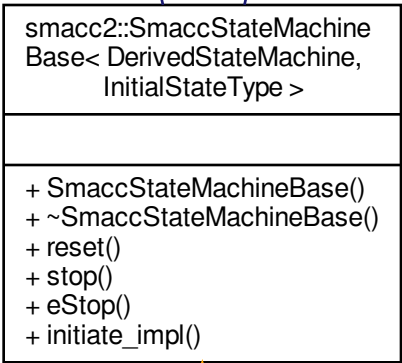 smacc2::SmaccStateMachine
Base< DerivedStateMachine,
InitialStateType >
+ SmaccStateMachineBase()
+ ~SmaccStateMachineBase()
+ reset()
+ stop()
+ eStop()
+ initiate_impl()